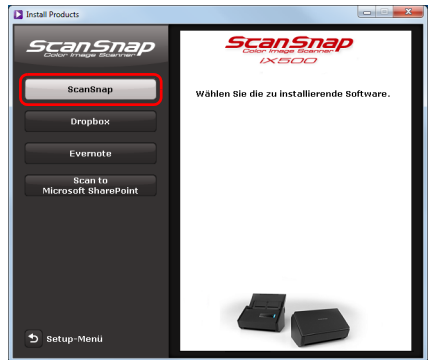 Install Products
ScanSnap
Color Image Scanner
ScanSnap
Color Image Scanner
iX500
ScanSnap
Wählen Sie die zu installierende Software.
Dropbox
Evernote
Scan to
Microsoft SharePoint
Setup-Menü